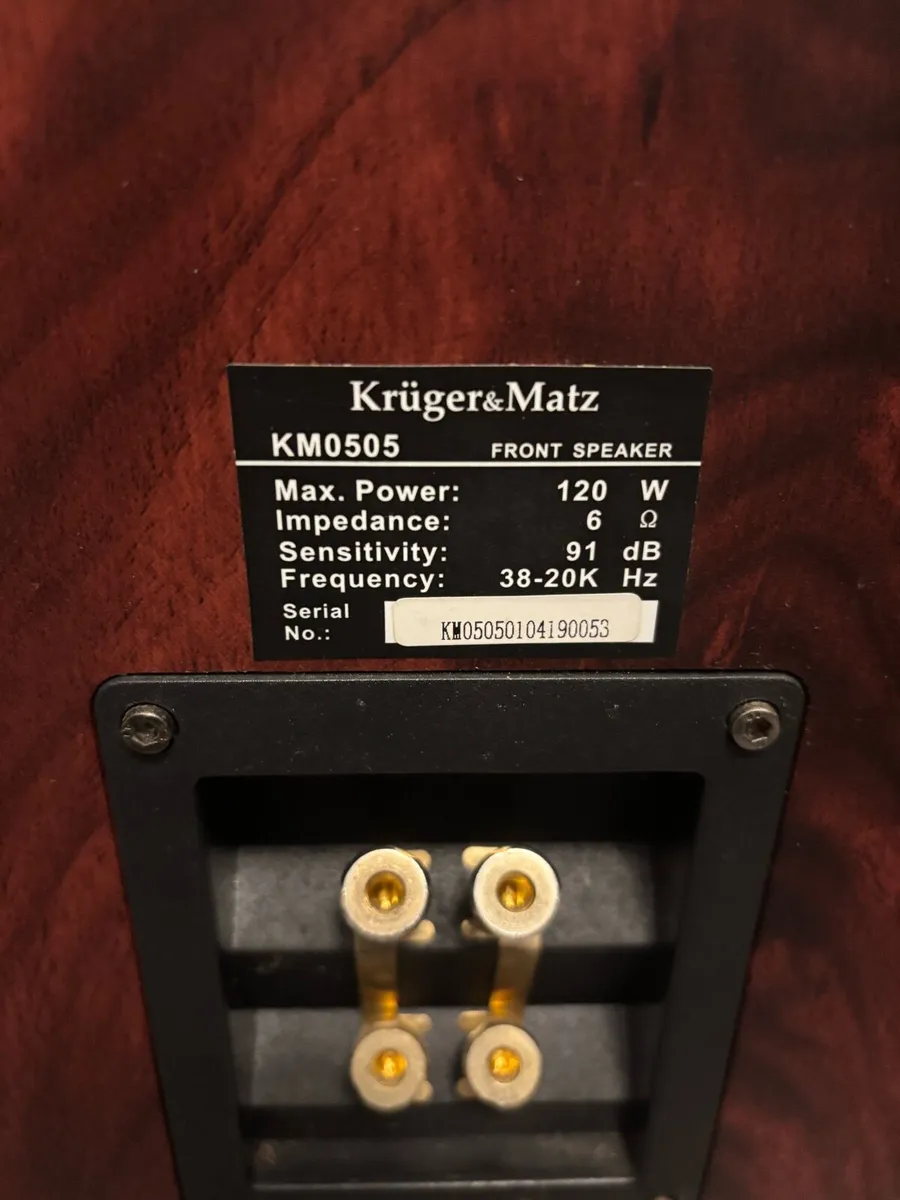 Krüger&Matz
KM0505 FRONT SPEAKER
Max. Power: 120 W
Impedance: 6 Ω
Sensitivity: 91 dB
Frequency: 38-20K Hz
Serial
No.: KM05050104190053